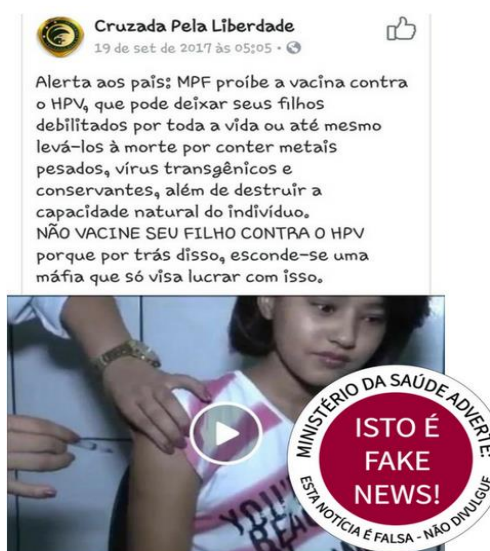 Cruzada Pela Liberdade
19 de set de 2017 às 05:05
Alerta aos pais: MPF proíbe a vacina contra
o HPV, que pode deixar seus filhos
debilitados por toda a vida ou até mesmo
levá-los à morte por conter metais
pesados, vírus transgênicos e
conservantes, além de destruir a
capacidade natural do indivíduo.
NÃO VACINE SEU FILHO CONTRA O HPV
porque por trás disso, esconde-se uma
máfia que só visa lucrar com isso.
MINISTÉRIO DA SAÚDE ADVERTE:
ISTO É
FAKE
NEWS!
ESTA NOTÍCIA É FALSA - NÃO DIVULGUE